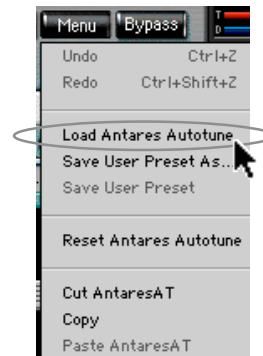 Menu Bypass T
D
Undo Ctrl+Z
Redo Ctrl+Shift+Z
Load Antares Autotune
Save User Preset As...
Save User Preset
Reset Antares Autotune
Cut AntaresAT
Copy
Paste AntaresAT